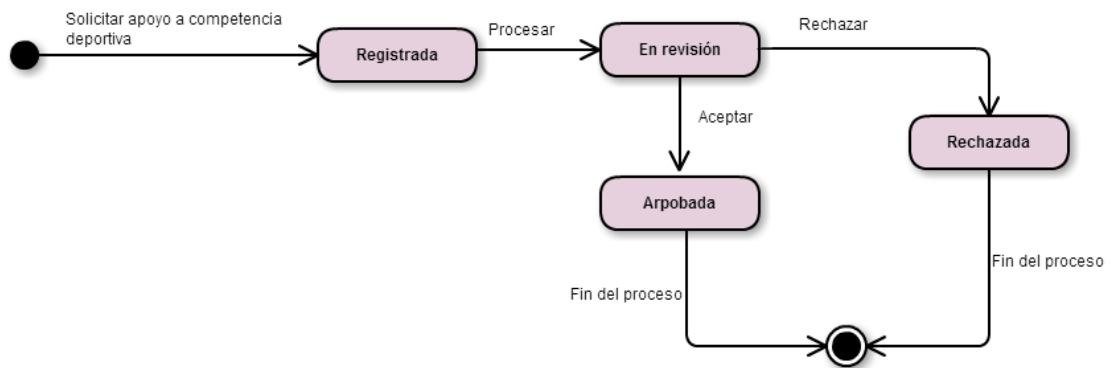 Solicitar apoyo a competencia
deportiva
Registrada
Procesar
En revisión
Rechazar
Aceptar
Rechazada
Arpobada
Fin del proceso
Fin del proceso